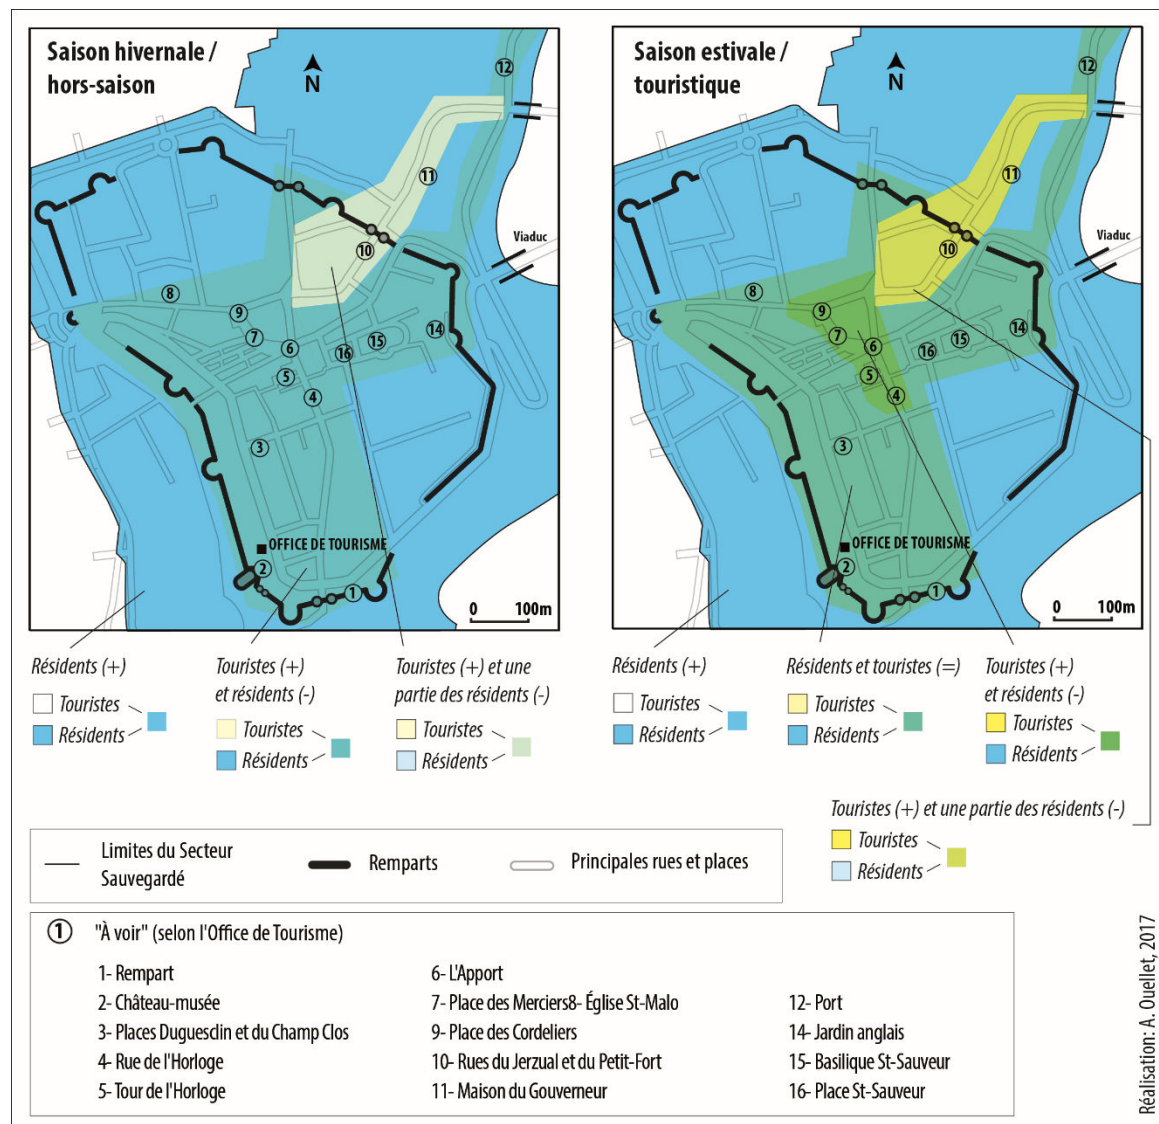 Saison hivernale /
hors-saison
N
12
11
10
Viaduc
8
9
7
6
16
15
14
5
4
3
OFFICE DE TOURISME
2
1
0 100m
Résidents (+)
Touristes
Résidents
Touristes (+)
et résidents (-)
Touristes
Résidents
Touristes (+) et une
partie des résidents (-)
Touristes
Résidents
Saison estivale /
touristique
N
12
11
10
Viaduc
8
9
7
6
16
15
14
5
4
3
OFFICE DE TOURISME
2
1
0 100m
Résidents (+)
Touristes
Résidents
Résidents et touristes (=)
Touristes
Résidents
Touristes (+)
et résidents (-)
Touristes
Résidents
Touristes (+) et une partie des résidents (-)
Touristes
Résidents
Limites du Secteur
Sauvegardé
Remparts
Principales rues et places
1 "À voir" (selon l'Office de Tourisme)
1- Rempart
2- Château-musée
3- Places Duguesclin et du Champ Clos
4- Rue de l'Horloge
5- Tour de l'Horloge
6- L'Apport
7- Place des Merciers8- Église St-Malo
9- Place des Cordeliers
10- Rues du Jerzual et du Petit-Fort
11- Maison du Gouverneur
12- Port
14- Jardin anglais
15- Basilique St-Sauveur
16- Place St-Sauveur
Réalisation: A. Ouellet, 2017